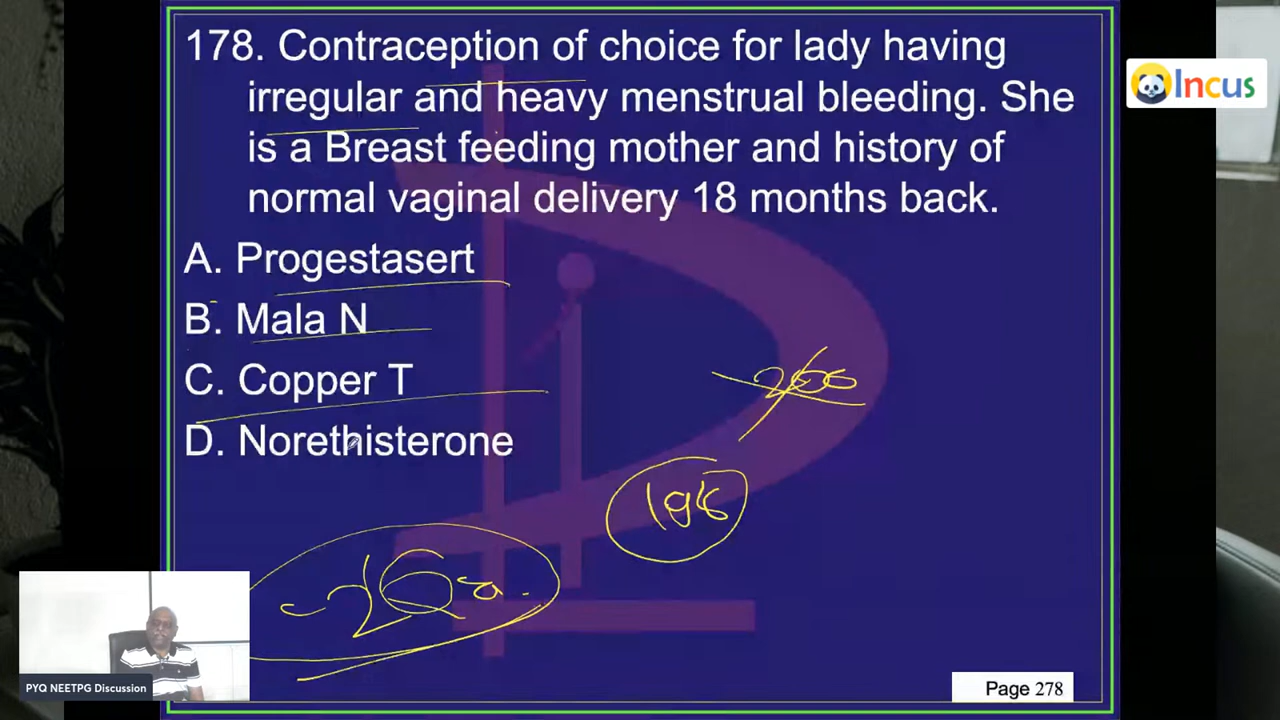 178. Contraception of choice for lady having
irregular and heavy menstrual bleeding. She
is a Breast feeding mother and history of
normal vaginal delivery 18 months back.
A. Progestasert
B. Mala N
C. Copper T
D. Norethisterone
Incus
PYQ NEETPG Discussion
Page 278